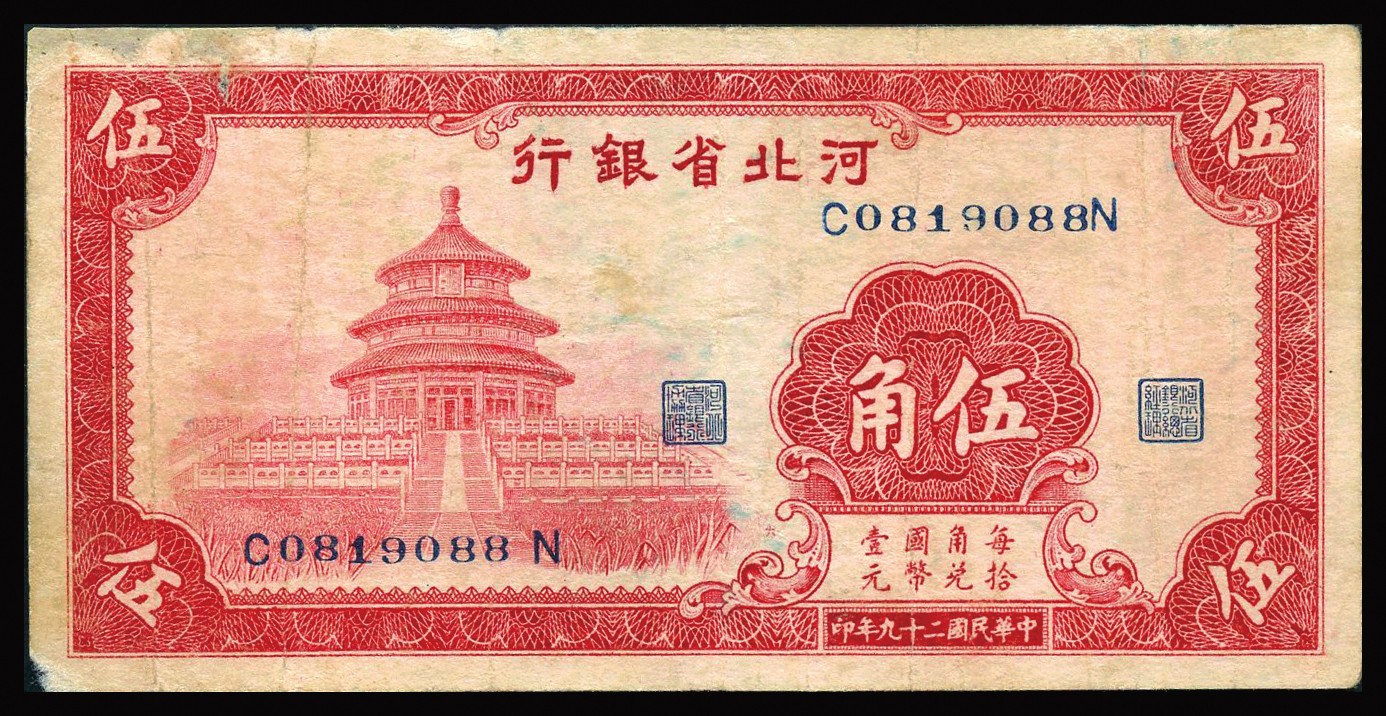 伍
伍
河北省銀行
C0819088N
伍角
每拾
角兌
國幣
壹元
C0819088N
伍
伍
中華民國二十九年印